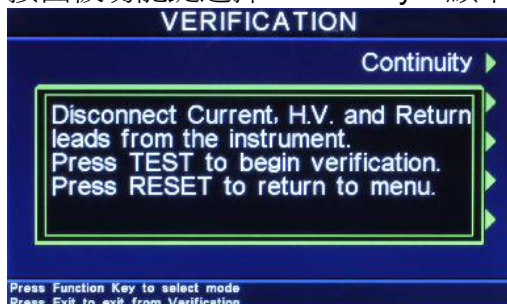 VERIFICATION
Continuity
Disconnect Current, H.V. and Return
leads from the instrument.
Press TEST to begin verification.
Press RESET to return to menu.
Press Function Key to select mode
Press Exit to exit from Verification